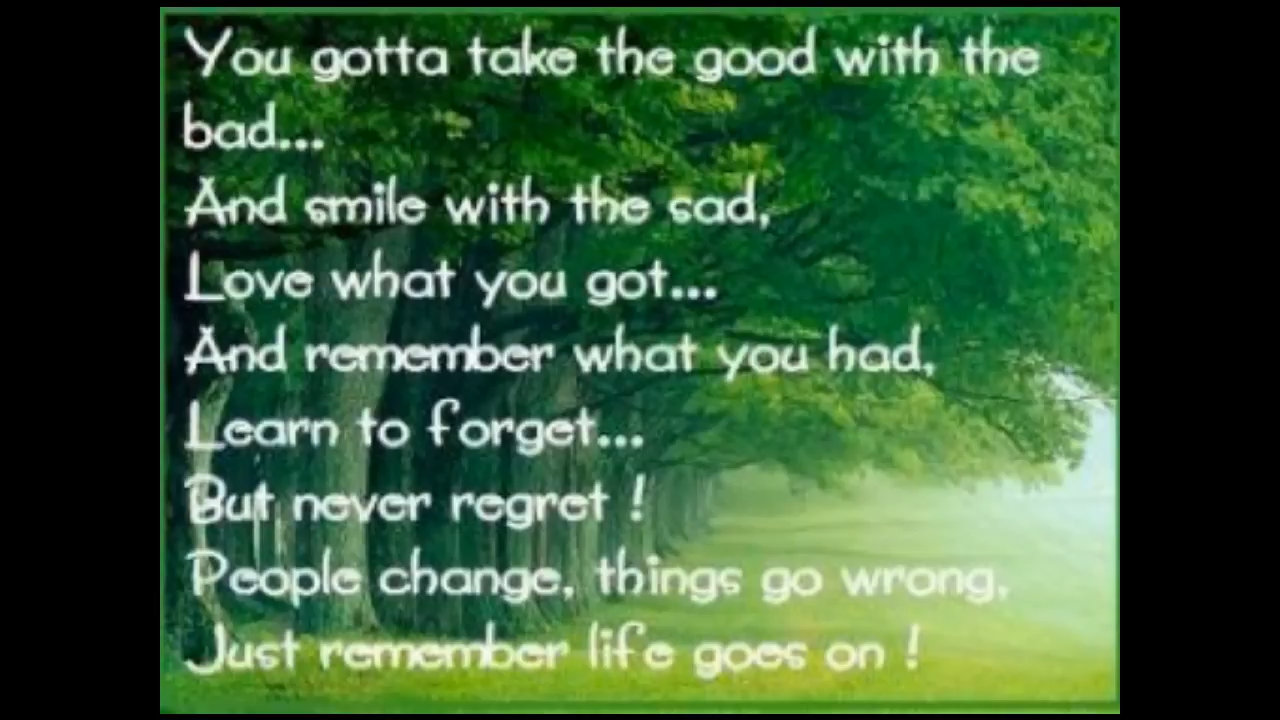 You gotta take the good with the
bad...
And smile with the sad,
Love what you got...
And remember what you had,
Learn to forget...
But never regret !
People change, things go wrong,
Just remember life goes on !